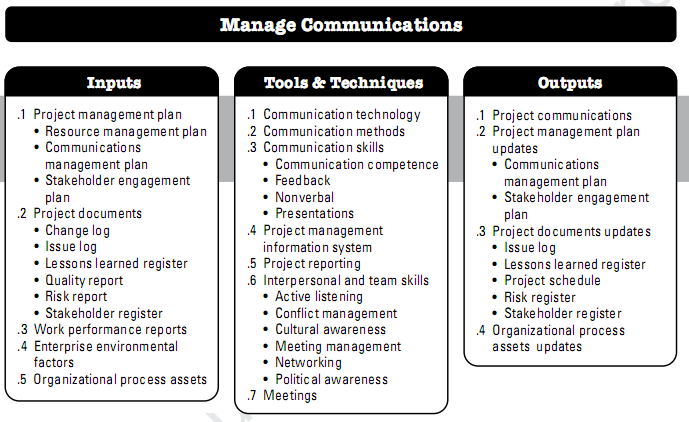 Manage Communications
Inputs
.1 Project management plan
• Resource management plan
• Communications
management plan
• Stakeholder engagement
plan
.2 Project documents
• Change log
• Issue log
• Lessons learned register
• Quality report
• Risk report
• Stakeholder register
.3 Work performance reports
.4 Enterprise environmental
factors
.5 Organizational process assets
Tools & Techniques
.1 Communication technology
.2 Communication methods
.3 Communication skills
• Communication competence
• Feedback
• Nonverbal
• Presentations
.4 Project management
information system
.5 Project reporting
.6 Interpersonal and team skills
• Active listening
• Conflict management
• Cultural awareness
• Meeting management
• Networking
• Political awareness
.7 Meetings
Outputs
.1 Project communications
.2 Project management plan
updates
• Communications
management plan
• Stakeholder engagement
plan
.3 Project documents updates
• Issue log
• Lessons learned register
• Project schedule
• Risk register
• Stakeholder register
.4 Organizational process
assets updates